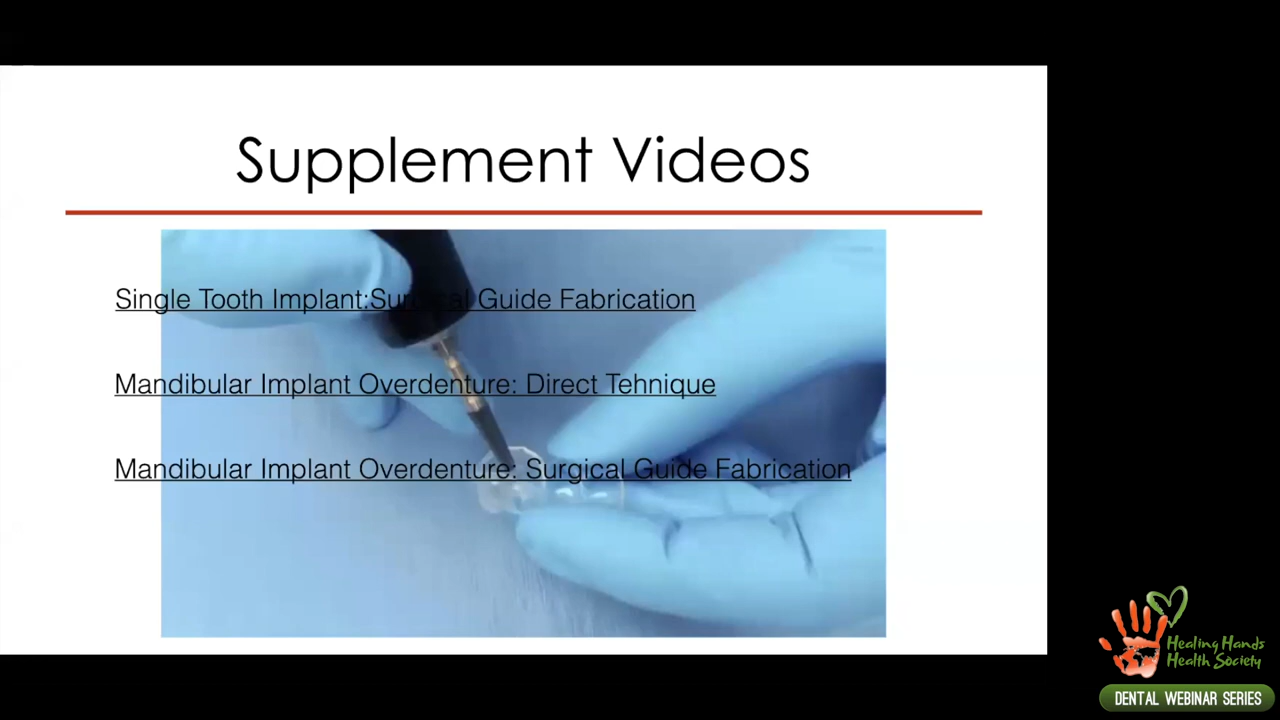 Supplement Videos
Single Tooth Implant:Surgical Guide Fabrication
Mandibular Implant Overdenture: Direct Tehnique
Mandibular Implant Overdenture: Surgical Guide Fabrication
Healing Hands
Health Society
DENTAL WEBINAR SERIES